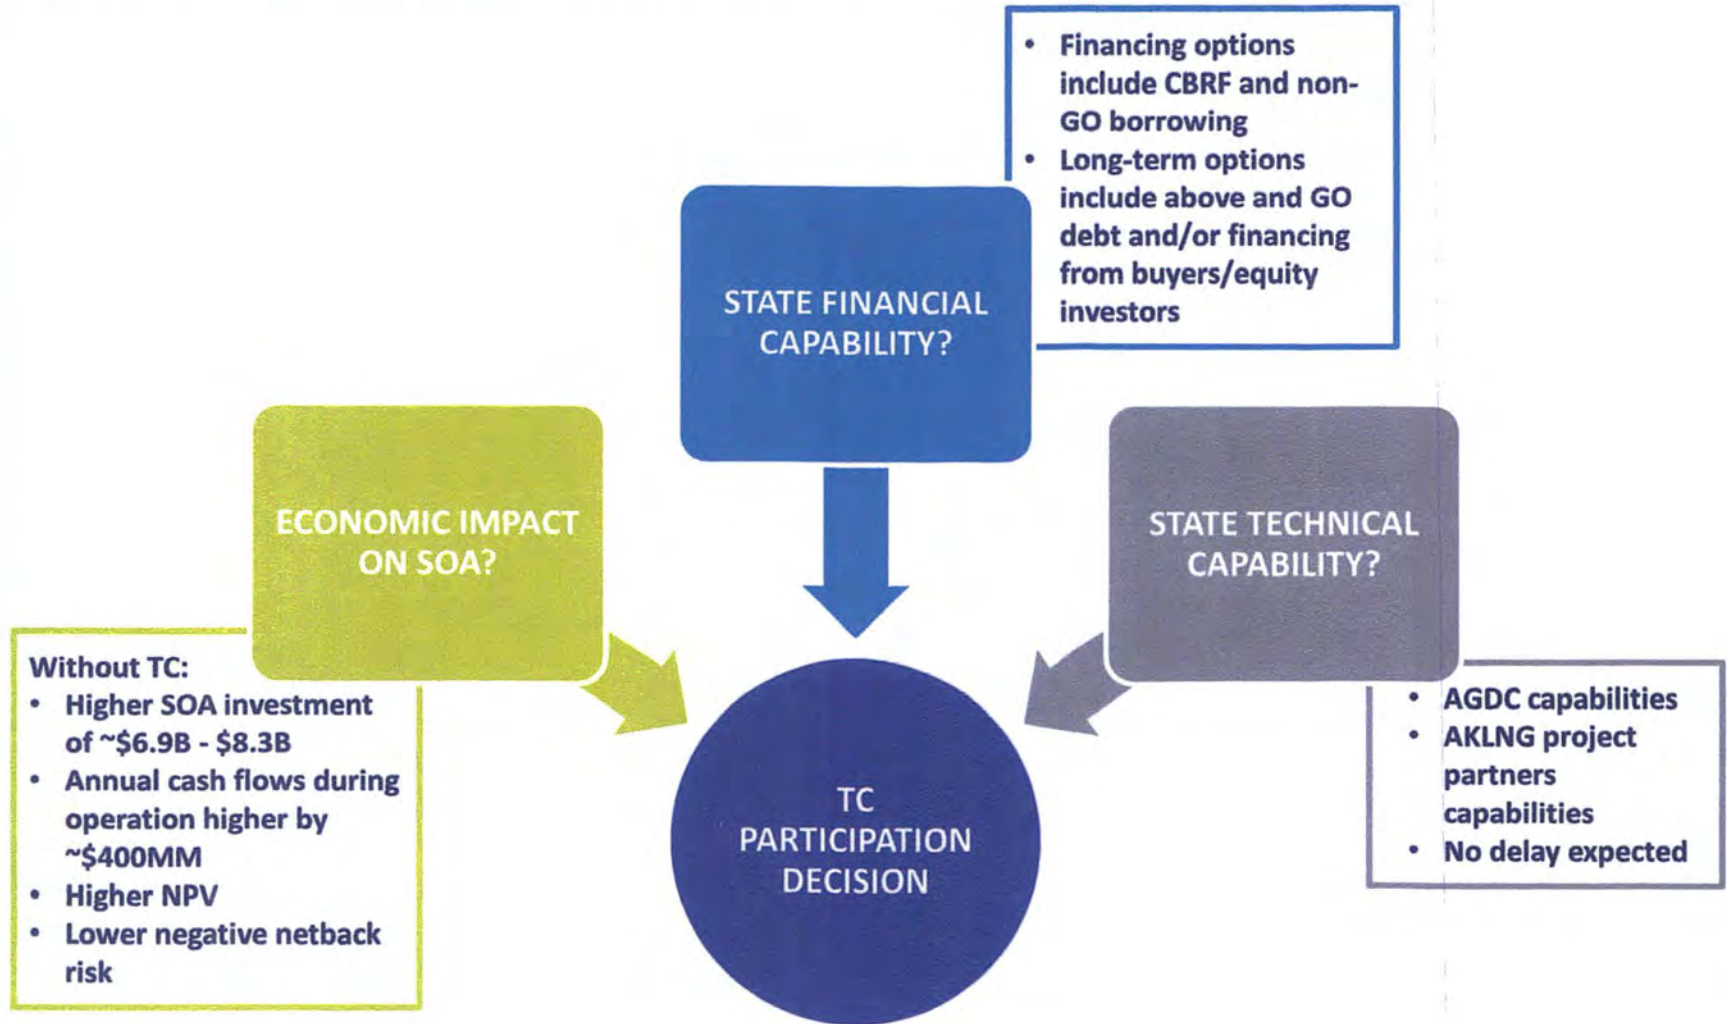 • Financing options
include CBRF and non-
GO borrowing
• Long-term options
include above and GO
debt and/or financing
from buyers/equity
investors
STATE FINANCIAL
CAPABILITY?
ECONOMIC IMPACT
ON SOA?
STATE TECHNICAL
CAPABILITY?
Without TC:
• Higher SOA investment
of ~$6.9B - $8.3B
• Annual cash flows during
operation higher by
~$400MM
• Higher NPV
• Lower negative netback
risk
• AGDC capabilities
• AKLNG project
partners
capabilities
• No delay expected
TC
PARTICIPATION
DECISION